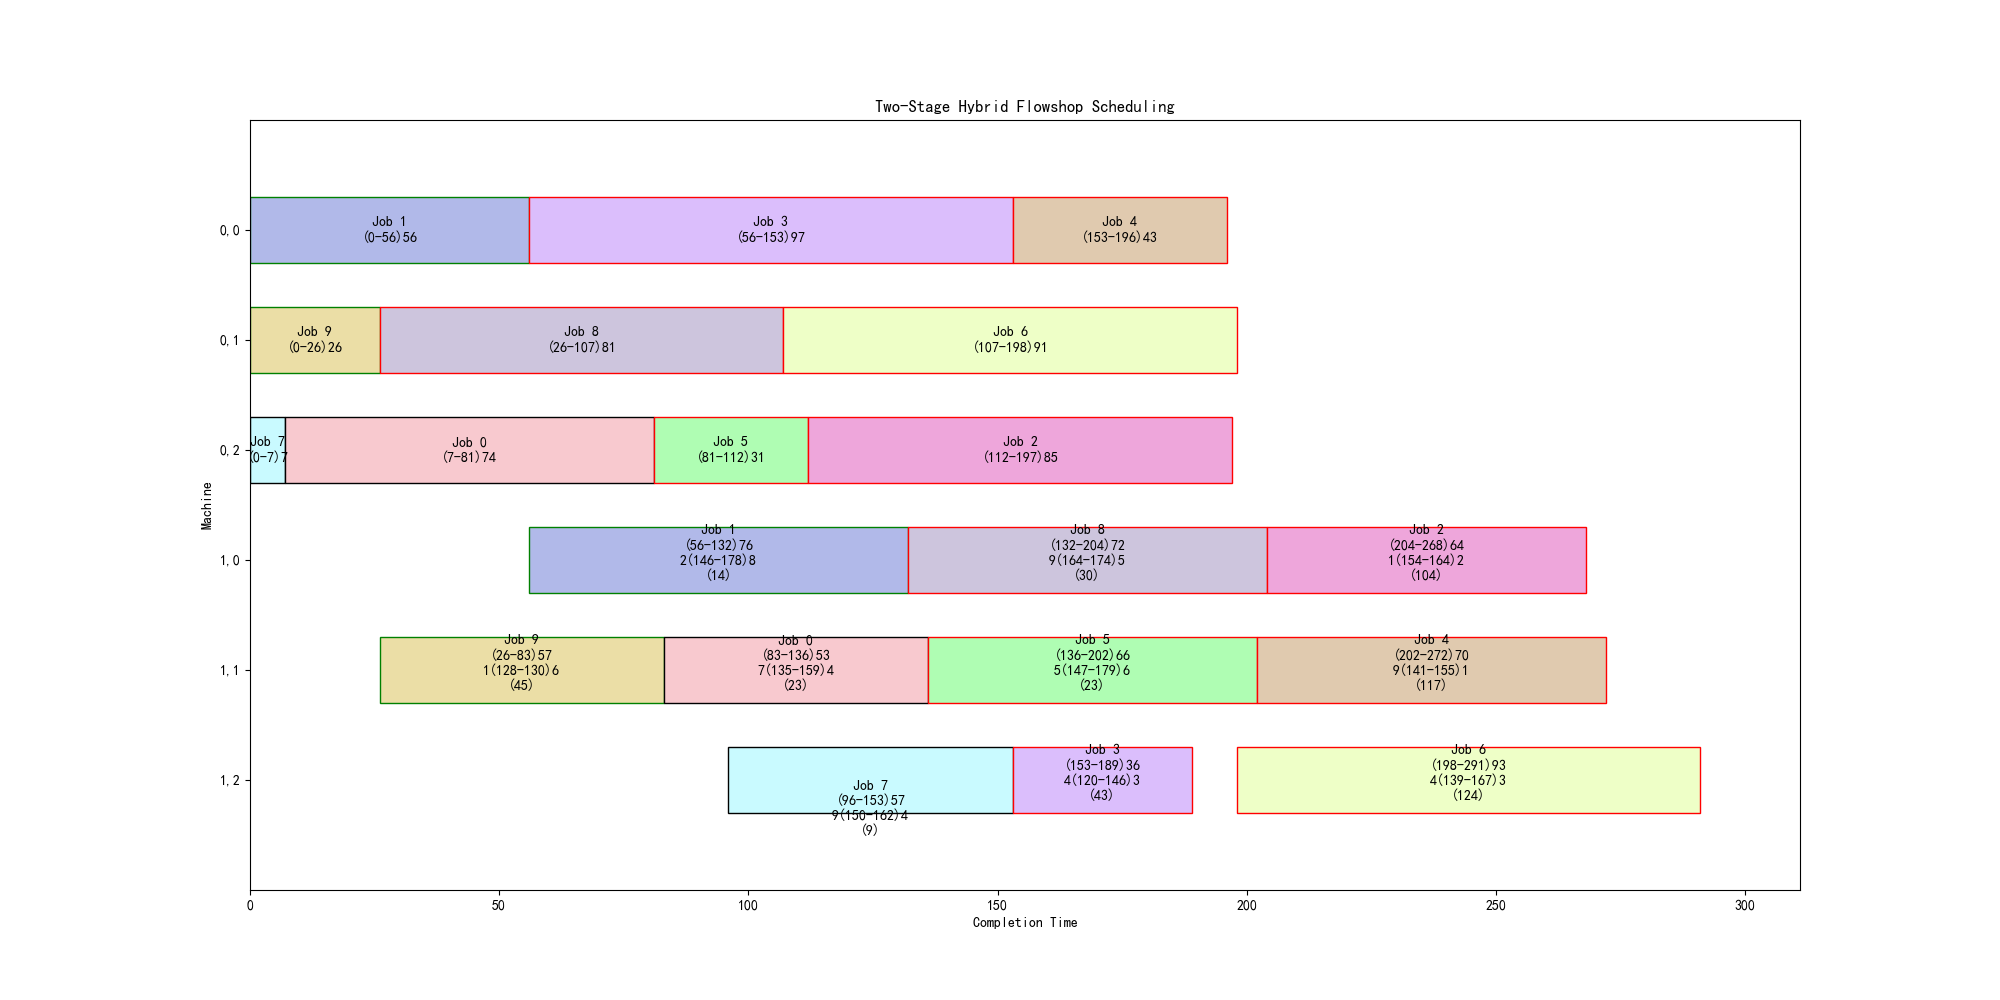 Two-Stage Hybrid Flowshop Scheduling
0,0
Job 1
(0-56)56
Job 3
(56-153)97
Job 4
(153-196)43
0,1
Job 9
(0-26)26
Job 8
(26-107)81
Job 6
(107-198)91
0,2
Job 7
(0-7)7
Job 0
(7-81)74
Job 5
(81-112)31
Job 2
(112-197)85
Machine
1,0
Job 1
(56-132)76
2(146-178)8
(14)
Job 8
(132-204)72
9(164-174)5
(30)
Job 2
(204-268)64
1(154-164)2
(104)
1,1
Job 9
(26-83)57
1(128-130)6
(45)
Job 0
(83-136)53
7(135-159)4
(23)
Job 5
(136-202)66
5(147-179)6
(23)
Job 4
(202-272)70
9(141-155)1
(117)
1,2
Job 7
(96-153)57
9(150-162)4
(9)
Job 3
(153-189)36
4(120-146)3
(43)
Job 6
(198-291)93
4(139-167)3
(124)
0 50 100 150 200 250 300
Completion Time